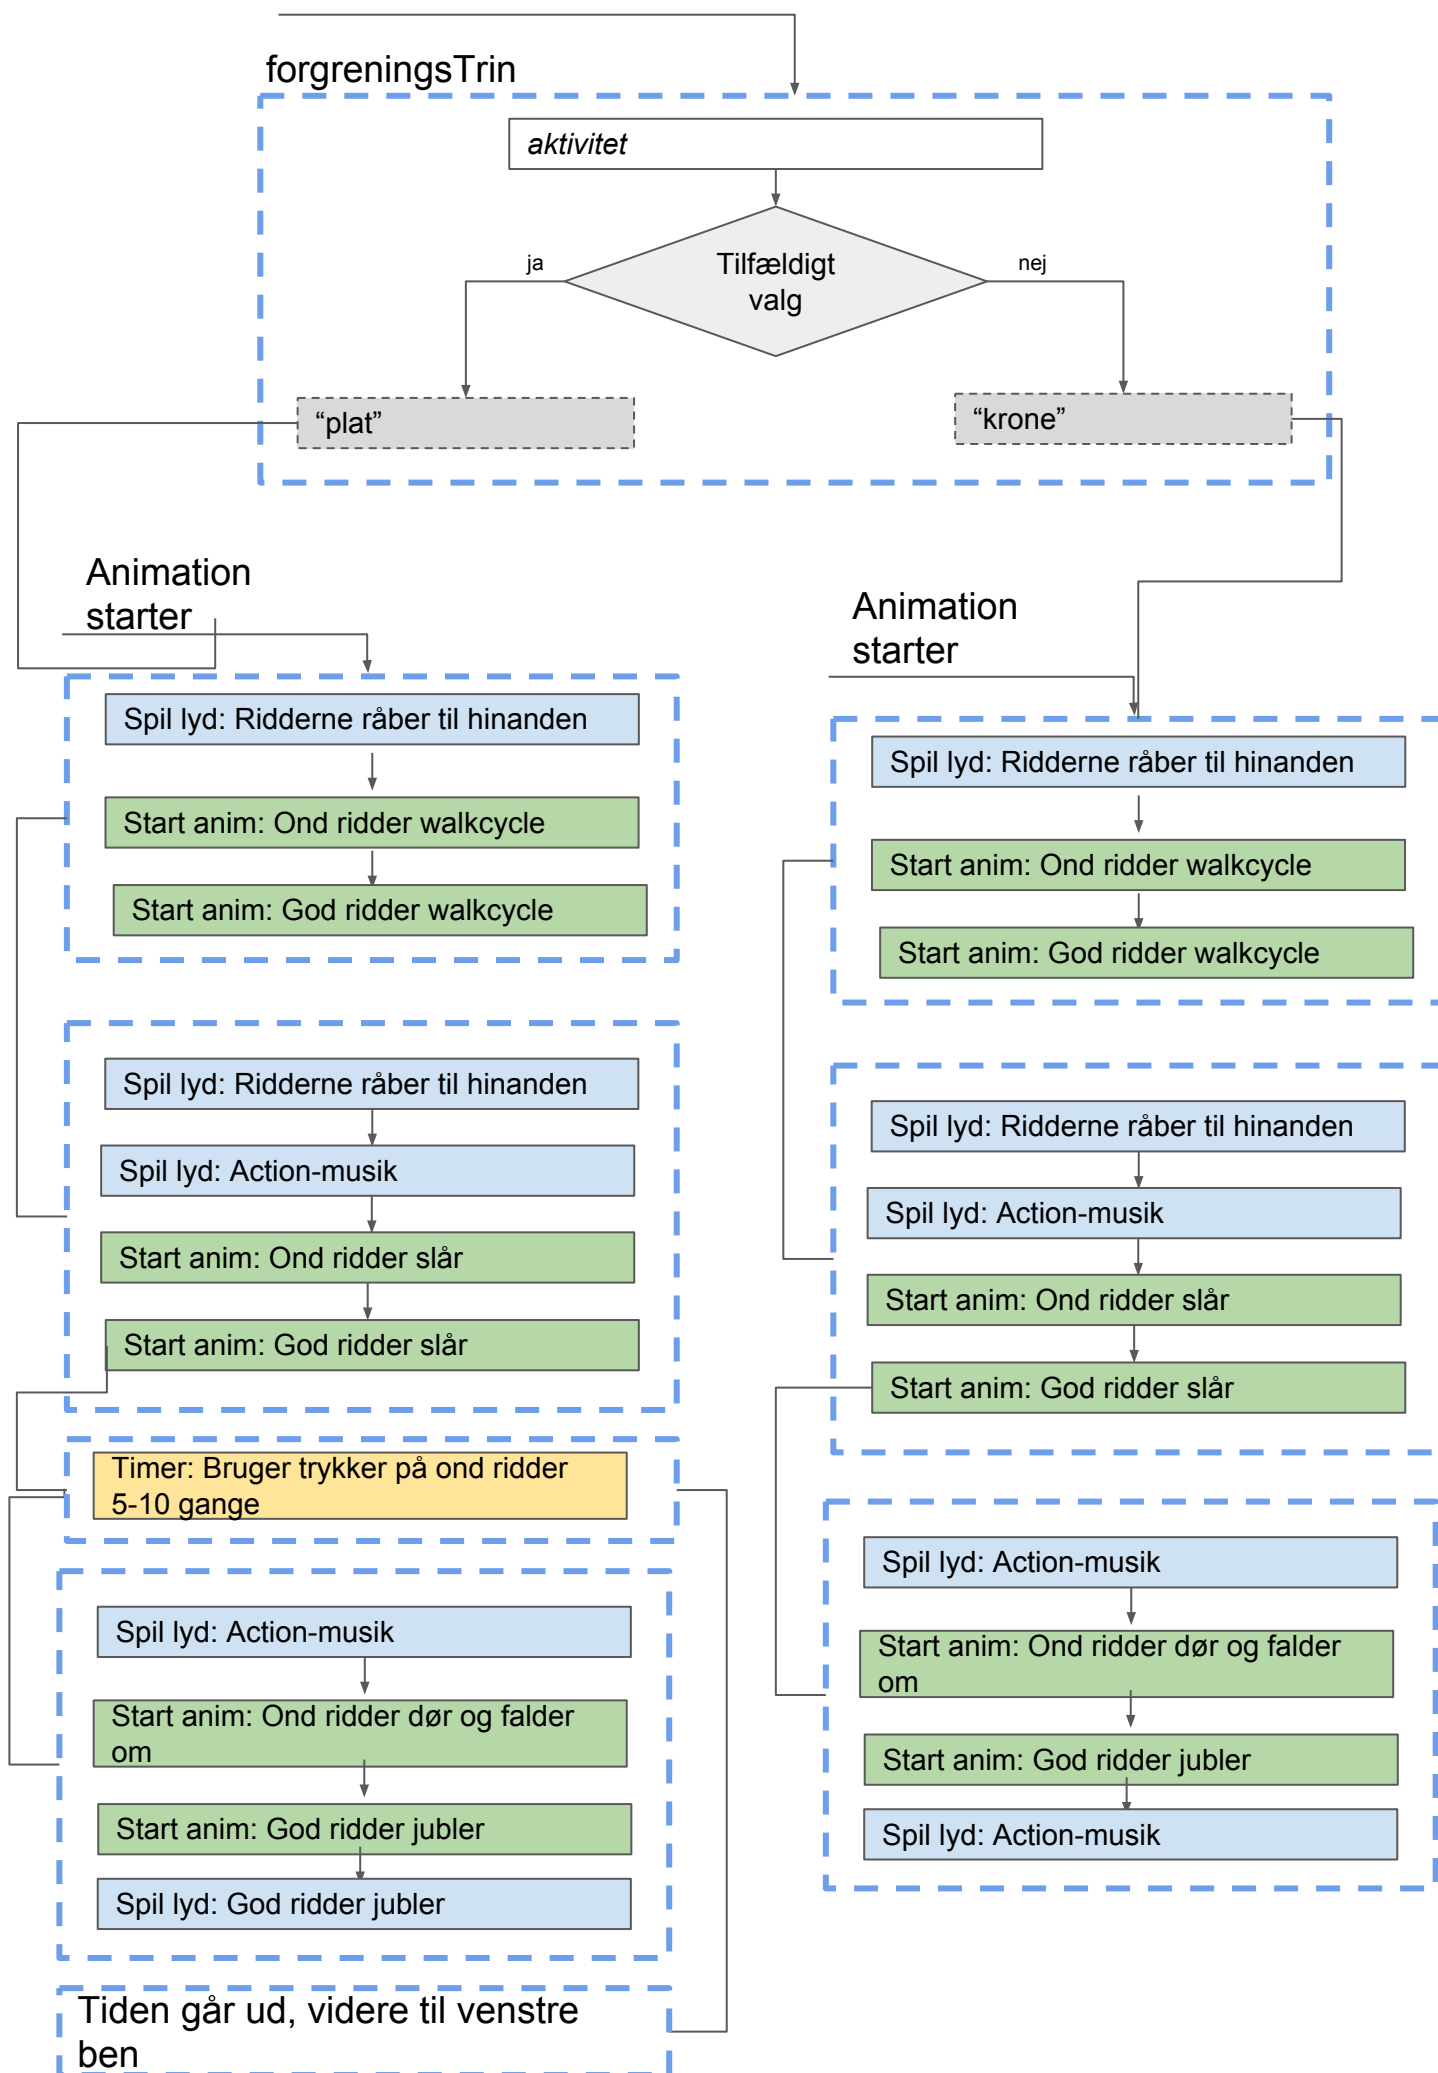 forgreningsTrin
aktivitet
Tilfældigt
valg
ja
nej
“plat”
“krone”
Animation
starter
Spil lyd: Ridderne råber til hinanden
Start anim: Ond ridder walkcycle
Start anim: God ridder walkcycle
Spil lyd: Ridderne råber til hinanden
Spil lyd: Action-musik
Start anim: Ond ridder slår
Start anim: God ridder slår
Timer: Bruger trykker på ond ridder
5-10 gange
Spil lyd: Action-musik
Start anim: Ond ridder dør og falder
om
Start anim: God ridder jubler
Spil lyd: God ridder jubler
Tiden går ud, videre til venstre
ben
Animation
starter
Spil lyd: Ridderne råber til hinanden
Start anim: Ond ridder walkcycle
Start anim: God ridder walkcycle
Spil lyd: Ridderne råber til hinanden
Spil lyd: Action-musik
Start anim: Ond ridder slår
Start anim: God ridder slår
Spil lyd: Action-musik
Start anim: Ond ridder dør og falder
om
Start anim: God ridder jubler
Spil lyd: Action-musik